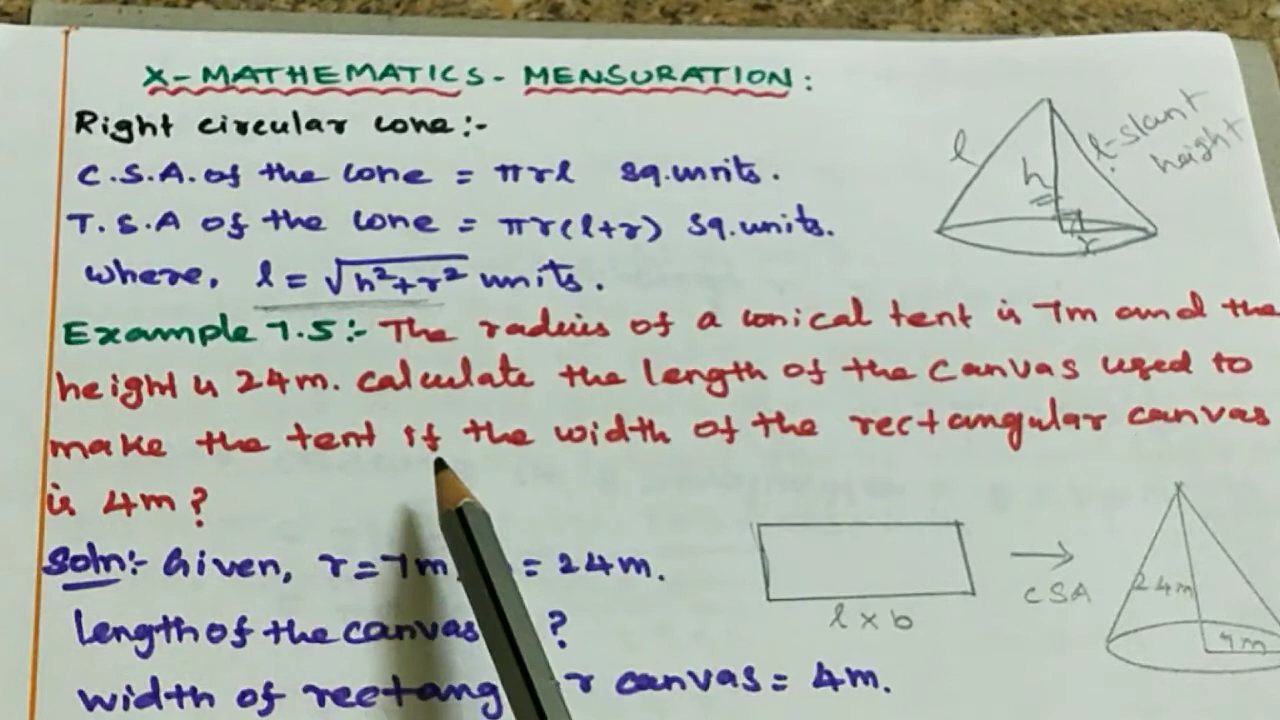 X-MATHEMATICS-MENSURATION:
Right circular cone:-
C.S.A. of the cone = πrl sq.units.
T.S.A of the cone = πr(l+r) sq.units.
where, l = √h²+r² units.
l
h
r
l-slant
height
Example 7.5:- The radius of a conical tent is 7m and the
height is 24m. calculate the length of the canvas used to
make the tent if the width of the rectangular canvas
is 4m?
Soln:- Given, r=7m = 24m.
length of the canvas ?
width of canvas = 4m.
l x b
CSA
24m
7m